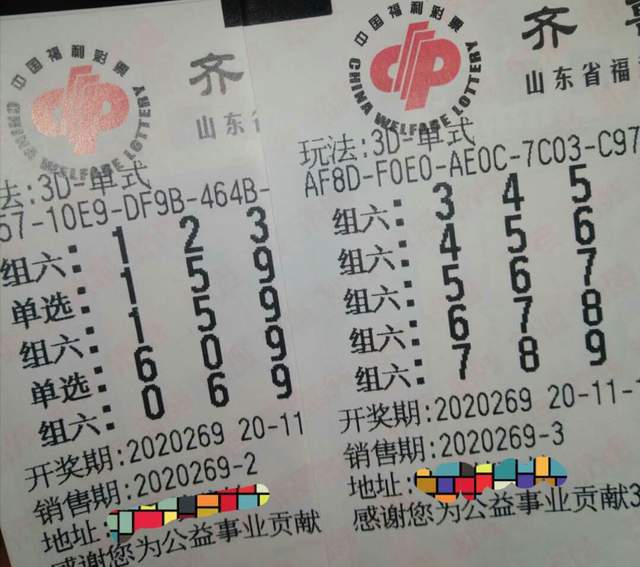 中国福利彩票
CHINA WELFARE LOTTERY
齐
山东省
法:3D-单式
57-10E9-DF9B-464B-
组六: 1 2 3
单选: 1 5 9
组六: 1 5 9
单选: 6 0 9
组六: 0 6 9
开奖期:2020269 20-11
销售期:2020269-2
地址:
感谢您为公益事业贡献
中国福利彩票
CHINA WELFARE LOTTERY
齐
山东省福
玩法:3D-单式
AF8D-F0E0-AE0C-7C03-C97
组六: 3 4 5
组六: 4 5 6
组六: 5 6 7
组六: 6 7 8
组六: 7 8 9
开奖期:2020269 20-11-
销售期:2020269-3
地址:
感谢您为公益事业贡献3